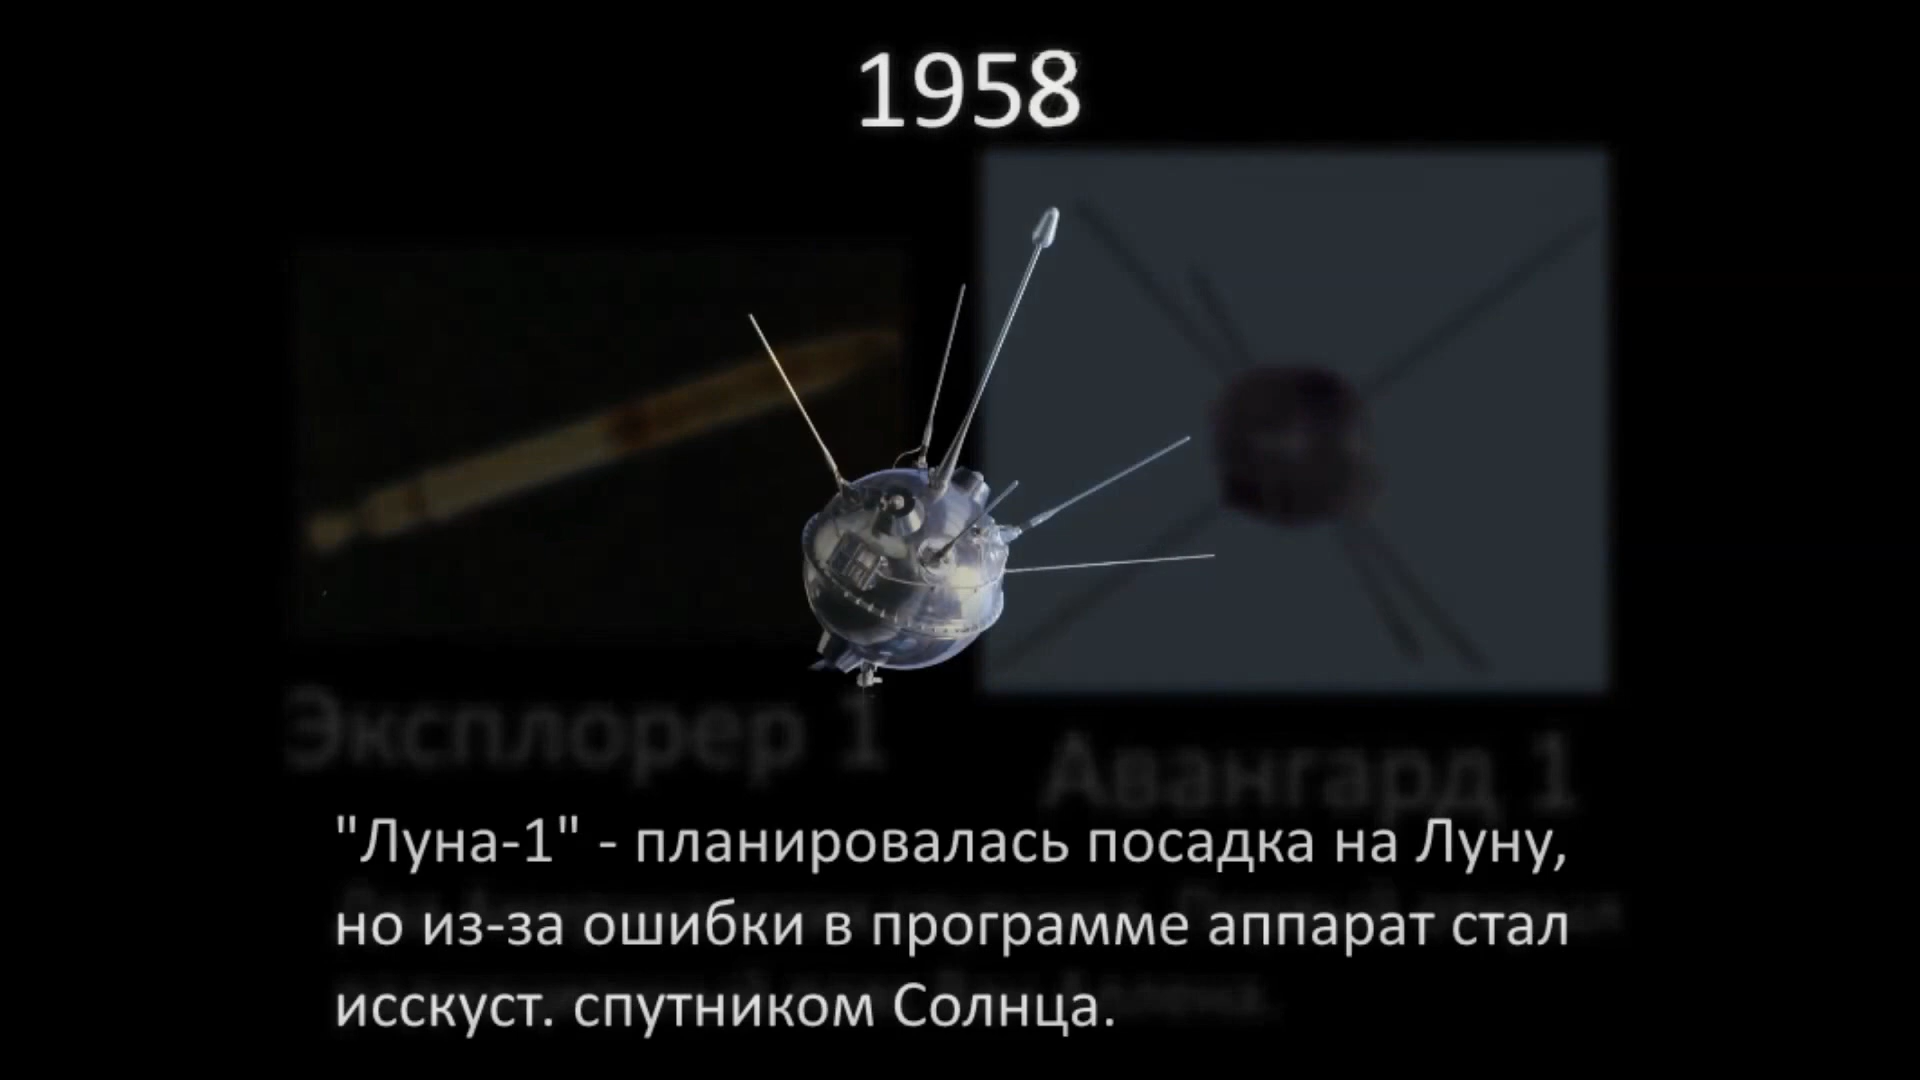 1958
Эксплорер 1
Авангард 1
"Луна-1" - планировалась посадка на Луну,
но из-за ошибки в программе аппарат стал
исскуст. спутником Солнца.